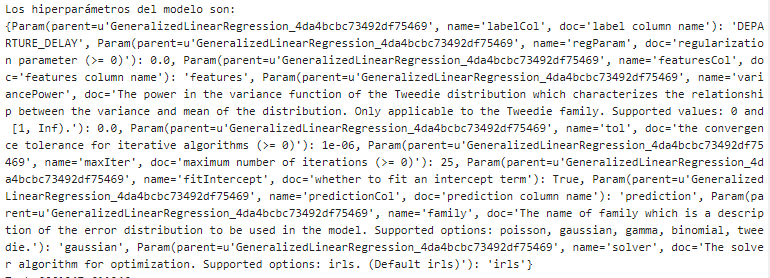 Los hiperparámetros del modelo son:
{Param(parent=u'GeneralizedLinearRegression_4da4bcbc73492df75469', name='labelCol', doc='label column name'): 'DEPA
RTURE_DELAY', Param(parent=u'GeneralizedLinearRegression_4da4bcbc73492df75469', name='regParam', doc='regularizatio
n parameter (>= 0)'): 0.0, Param(parent=u'GeneralizedLinearRegression_4da4bcbc73492df75469', name='featuresCol', do
c='features column name'): 'features', Param(parent=u'GeneralizedLinearRegression_4da4bcbc73492df75469', name='vari
ancePower', doc='The power in the variance function of the Tweedie distribution which characterizes the relationshi
p between the variance and mean of the distribution. Only applicable to the Tweedie family. Supported values: 0 and
[1, Inf).'): 0.0, Param(parent=u'GeneralizedLinearRegression_4da4bcbc73492df75469', name='tol', doc='the convergen
ce tolerance for iterative algorithms (>= 0)'): 1e-06, Param(parent=u'GeneralizedLinearRegression_4da4bcbc73492df75
469', name='maxIter', doc='maximum number of iterations (>= 0)'): 25, Param(parent=u'GeneralizedLinearRegression_4d
a4bcbc73492df75469', name='fitIntercept', doc='whether to fit an intercept term'): True, Param(parent=u'Generalized
LinearRegression_4da4bcbc73492df75469', name='predictionCol', doc='prediction column name'): 'prediction', Param(pa
rent=u'GeneralizedLinearRegression_4da4bcbc73492df75469', name='family', doc='The name of family which is a descrip
tion of the error distribution to be used in the model. Supported options: poisson, gaussian, gamma, binomial, twee
die.'): 'gaussian', Param(parent=u'GeneralizedLinearRegression_4da4bcbc73492df75469', name='solver', doc='The solve
r algorithm for optimization. Supported options: irls. (Default irls)'): 'irls'}